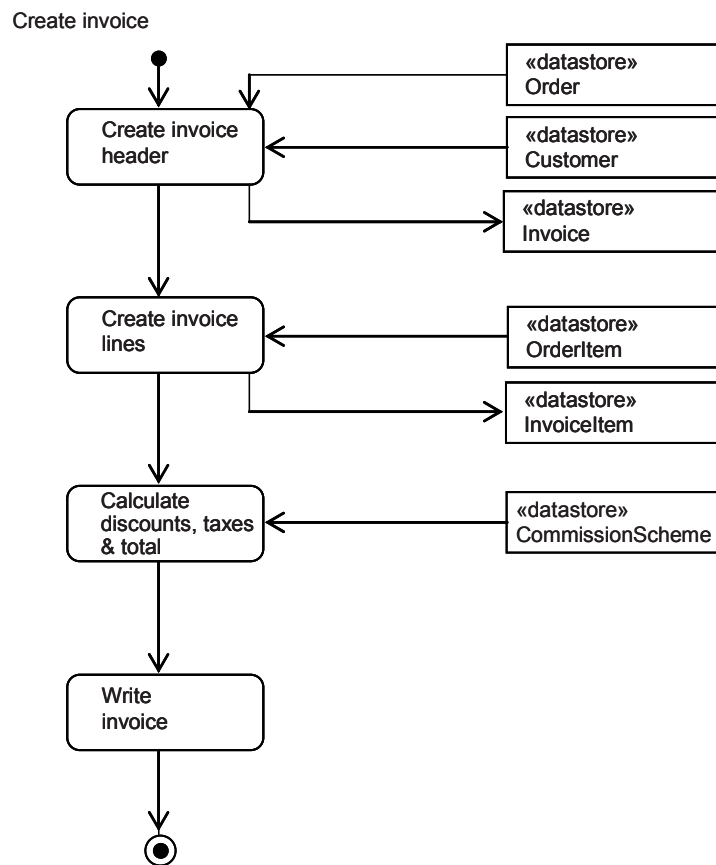 Create invoice
«datastore»
Order
Create invoice
header
«datastore»
Customer
«datastore»
Invoice
Create invoice
lines
«datastore»
OrderItem
«datastore»
InvoiceItem
Calculate
discounts, taxes
& total
«datastore»
CommissionScheme
Write
invoice